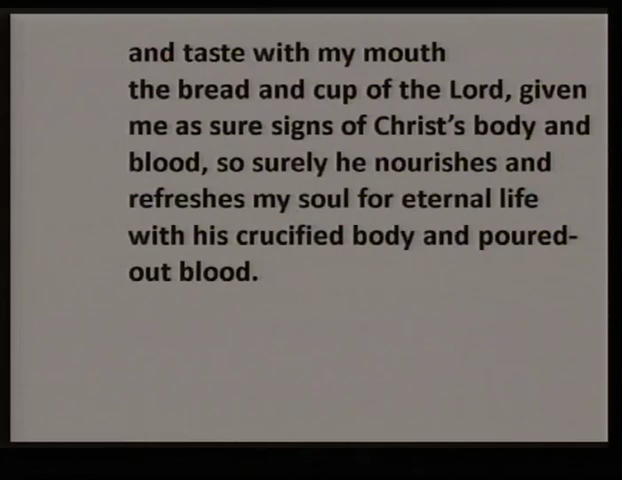 and taste with my mouth
the bread and cup of the Lord, given
me as sure signs of Christ’s body and
blood, so surely he nourishes and
refreshes my soul for eternal life
with his crucified body and poured-
out blood.